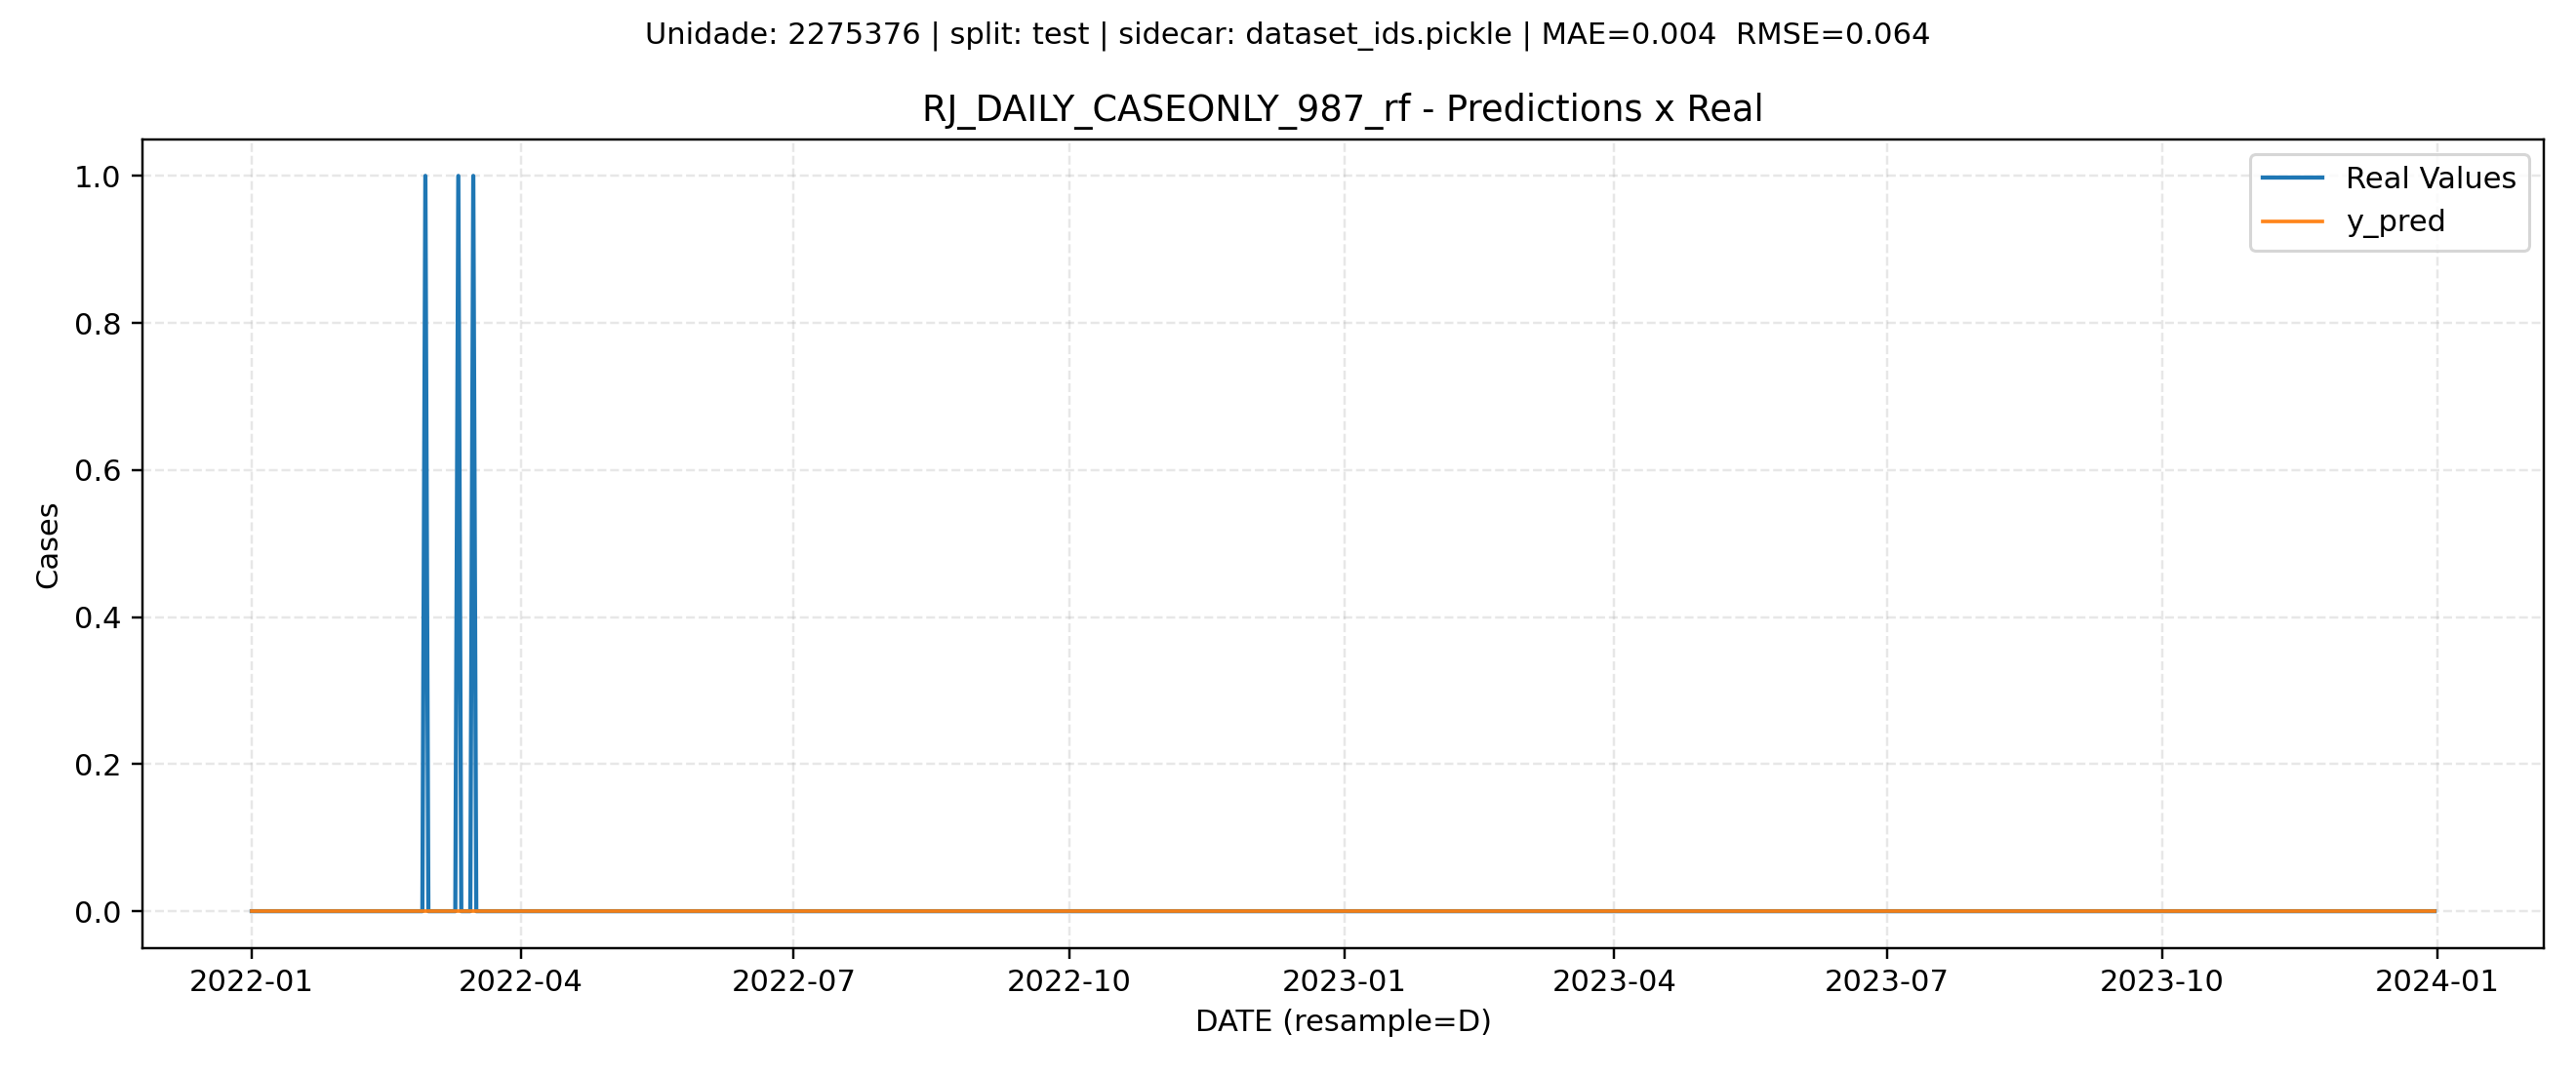 Unidade: 2275376 | split: test | sidecar: dataset_ids.pickle | MAE=0.004  RMSE=0.064
RJ_DAILY_CASEONLY_987_rf - Predictions x Real
Real Values
y_pred
1.0
0.8
0.6
0.4
0.2
0.0
Cases
2022-01 2022-04 2022-07 2022-10 2023-01 2023-04 2023-07 2023-10 2024-01
DATE (resample=D)